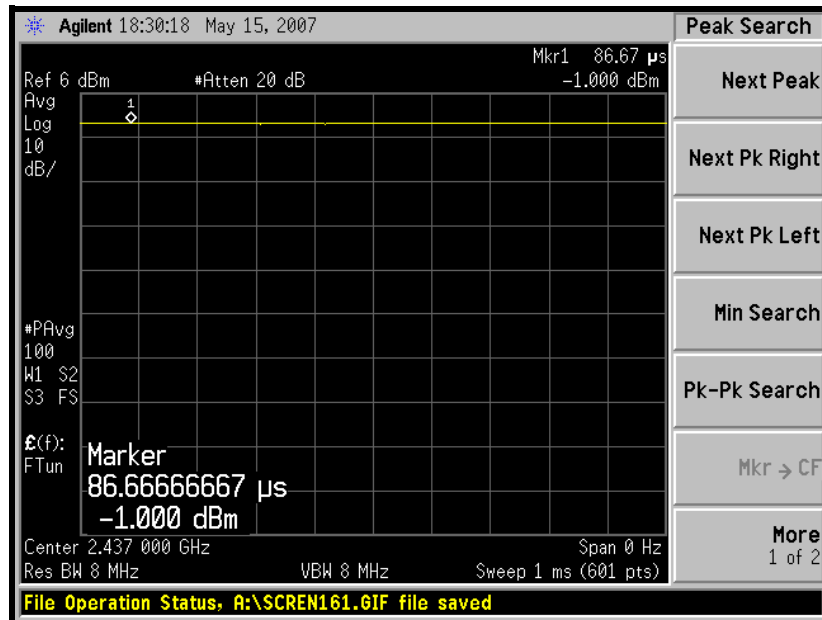 Agilent 18:30:18 May 15, 2007
Peak Search
Mkr1 86.67 µs
Ref 6 dBm #Atten 20 dB -1.000 dBm
Avg
Log
10
dB/
1
#PAvg
100
W1 S2
S3 FS
£(f):
FTun
Marker
86.66666667 µs
-1.000 dBm
Center 2.437 000 GHz Span 0 Hz
Res BW 8 MHz VBW 8 MHz Sweep 1 ms (601 pts)
File Operation Status, A:\SCREN161.GIF file saved
Next Peak
Next Pk Right
Next Pk Left
Min Search
Pk-Pk Search
Mkr → CF
More
1 of 2